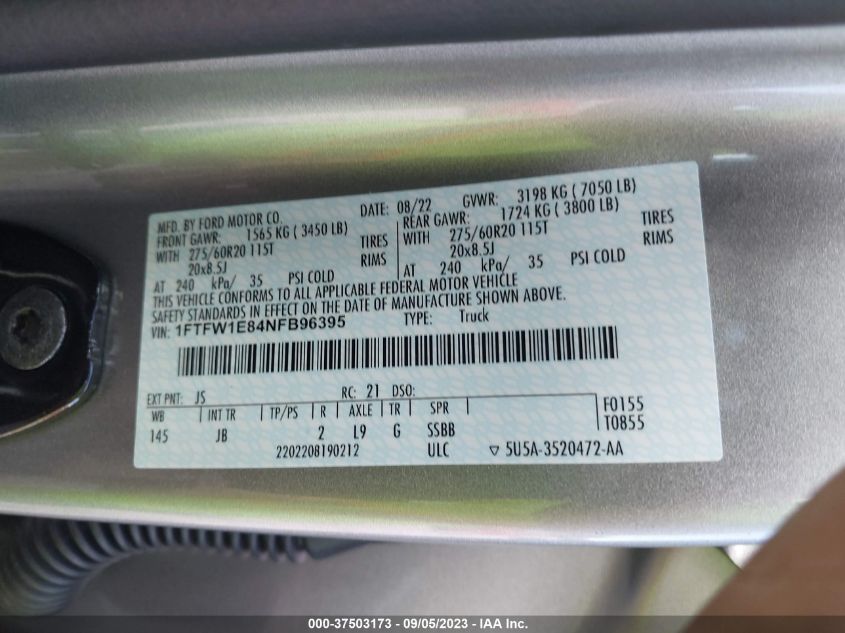 MFD. BY FORD MOTOR CO.
DATE: 08/22
GVWR: 3198 KG ( 7050 LB)
FRONT GAWR: 1565 KG ( 3450 LB)
REAR GAWR: 1724 KG ( 3800 LB)
WITH 275/60R20 115T TIRES
WITH 275/60R20 115T TIRES
20x8.5J RIMS
20x8.5J RIMS
AT 240 kPa/ 35 PSI COLD
AT 240 kPa/ 35 PSI COLD
THIS VEHICLE CONFORMS TO ALL APPLICABLE FEDERAL MOTOR VEHICLE
SAFETY STANDARDS IN EFFECT ON THE DATE OF MANUFACTURE SHOWN ABOVE.
VIN: 1FTFW1E84NFB96395 TYPE: Truck
EXT PNT: JS RC: 21 DSO:
WB INT TR TP/PS R AXLE TR SPR F0155
145 JB 2 L9 G SSBB T0855
2202208190212 ULC ▽ 5U5A-3520472-AA
000-37503173 - 09/05/2023 - IAA Inc.